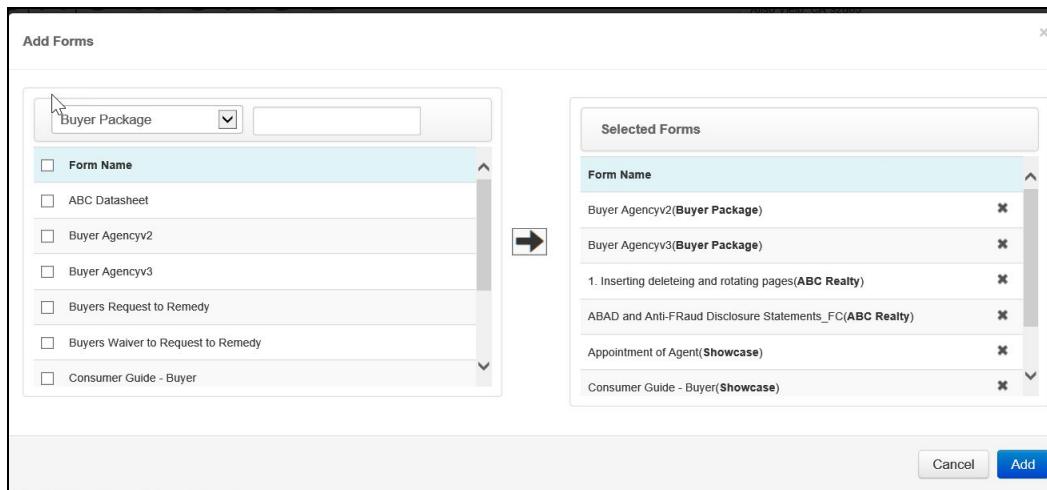 Add Forms
Buyer Package
Form Name
ABC Datasheet
Buyer Agencyv2
Buyer Agencyv3
Buyers Request to Remedy
Buyers Waiver to Request to Remedy
Consumer Guide - Buyer
Selected Forms
Form Name
Buyer Agencyv2(Buyer Package)
Buyer Agencyv3(Buyer Package)
1. Inserting deleteing and rotating pages(ABC Realty)
ABAD and Anti-FRaud Disclosure Statements_FC(ABC Realty)
Appointment of Agent(Showcase)
Consumer Guide - Buyer(Showcase)
Cancel
Add